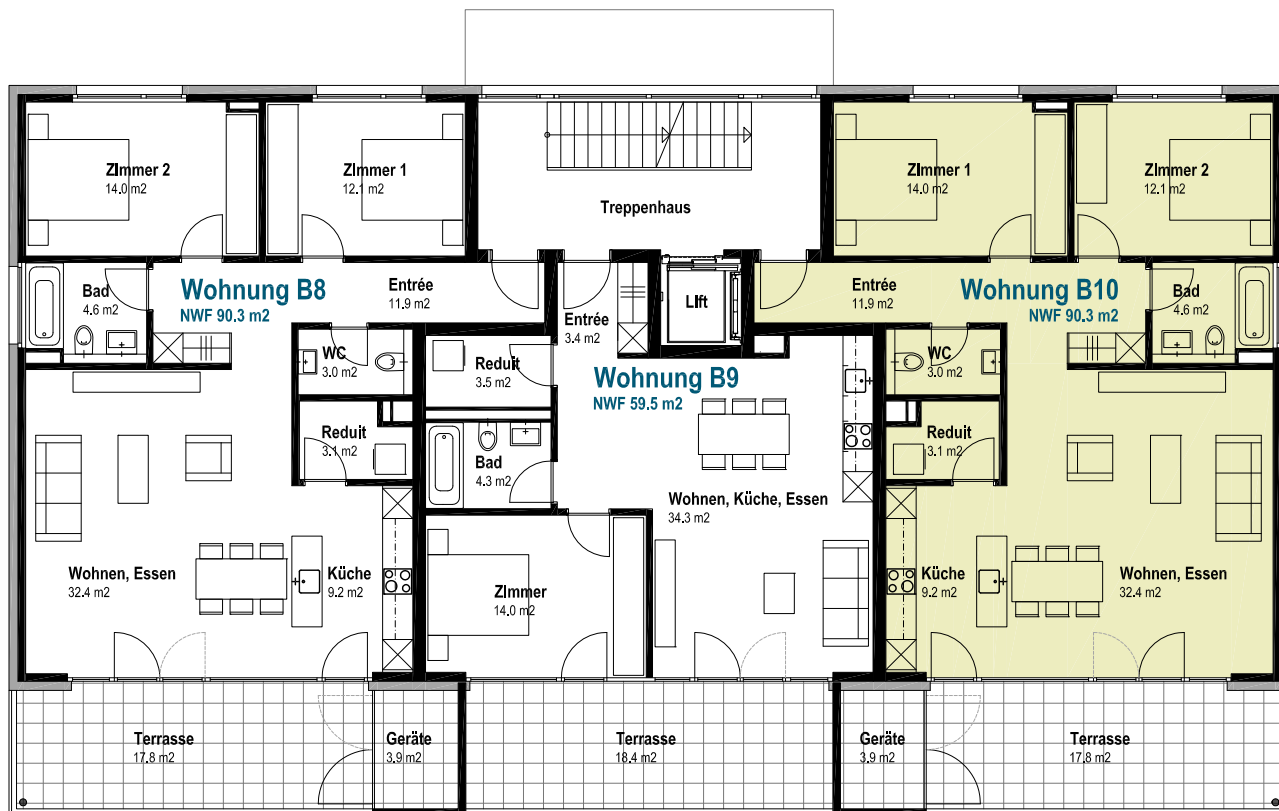 Zimmer 2
14.0 m2
Zimmer 1
12.1 m2
Treppenhaus
Zimmer 1
14.0 m2
Zimmer 2
12.1 m2
Bad
4.6 m2
Wohnung B8
NWF 90.3 m2
Entrée
11.9 m2
Entrée
3.4 m2
Lift
Entrée
11.9 m2
Wohnung B10
NWF 90.3 m2
Bad
4.6 m2
WC
3.0 m2
Reduit
3.5 m2
Wohnung B9
NWF 59.5 m2
WC
3.0 m2
Reduit
3.1 m2
Bad
4.3 m2
Reduit
3.1 m2
Wohnen, Küche, Essen
34.3 m2
Wohnen, Essen
32.4 m2
Küche
9.2 m2
Zimmer
14.0 m2
Küche
9.2 m2
Wohnen, Essen
32.4 m2
Terrasse
17.8 m2
Geräte
3.9 m2
Terrasse
18.4 m2
Geräte
3.9 m2
Terrasse
17.8 m2